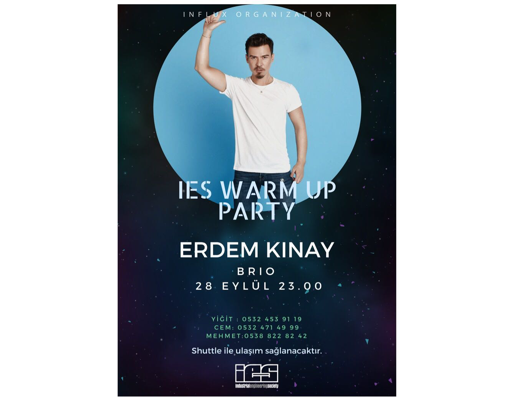 INFLUX ORGANIZATION
IES WARM UP
PARTY
ERDEM KINAY
BRIO
28 EYLÜL 23.00
YİĞİT : 0532 453 91 19
CEM: 0532 471 49 99
MEHMET:0538 822 82 42
Shuttle ile ulaşım sağlanacaktır.
ies
industrialengineeringsociety